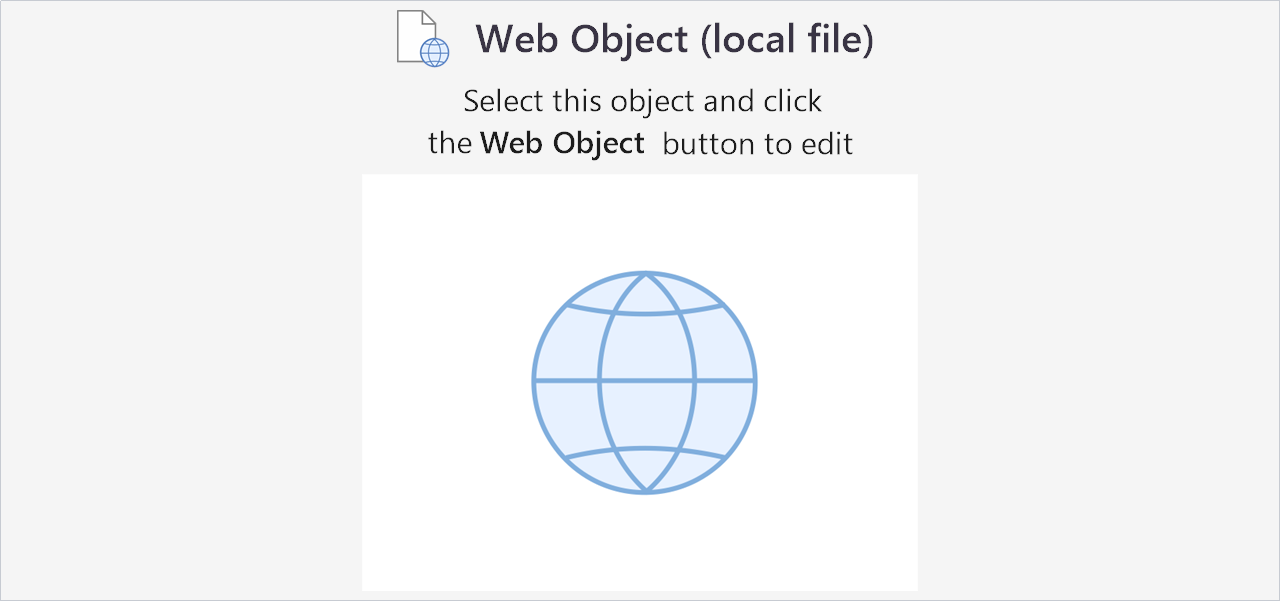 Web Object (local file)
Select this object and click
the Web Object button to edit